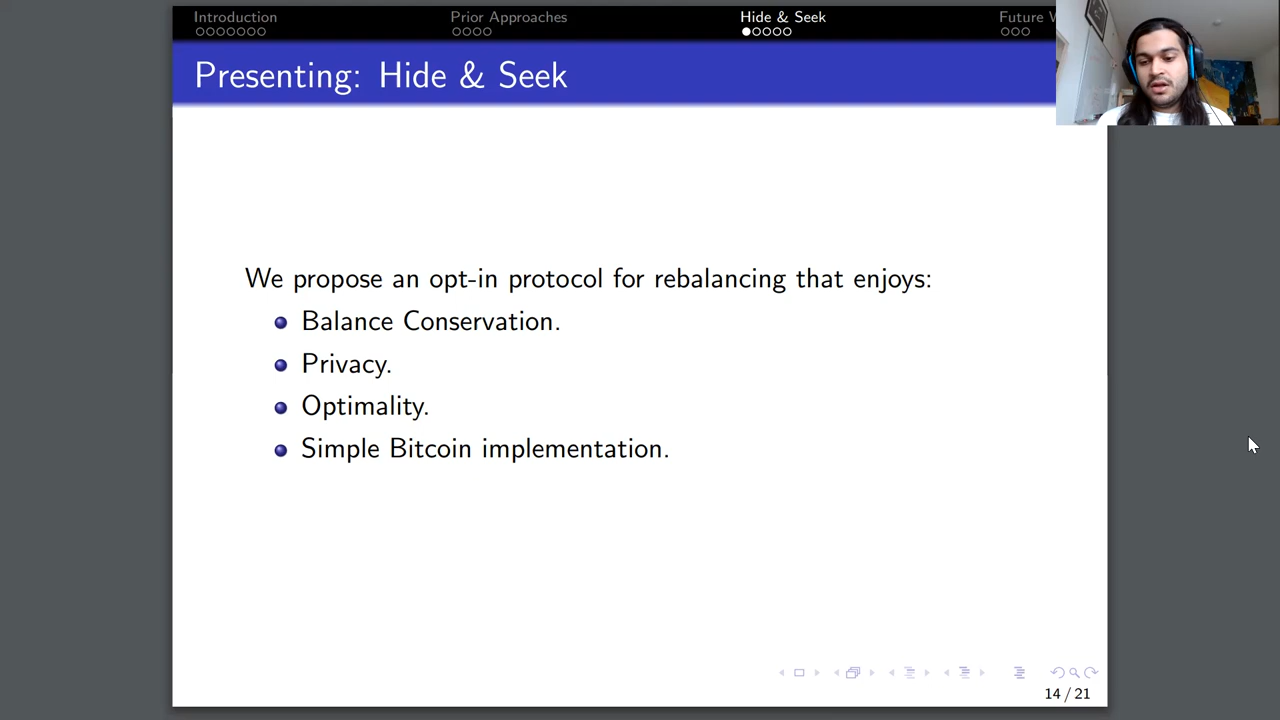 Introduction
Prior Approaches
Hide & Seek
Future W
Presenting: Hide & Seek
We propose an opt-in protocol for rebalancing that enjoys:
Balance Conservation.
Privacy.
Optimality.
Simple Bitcoin implementation.
14 / 21